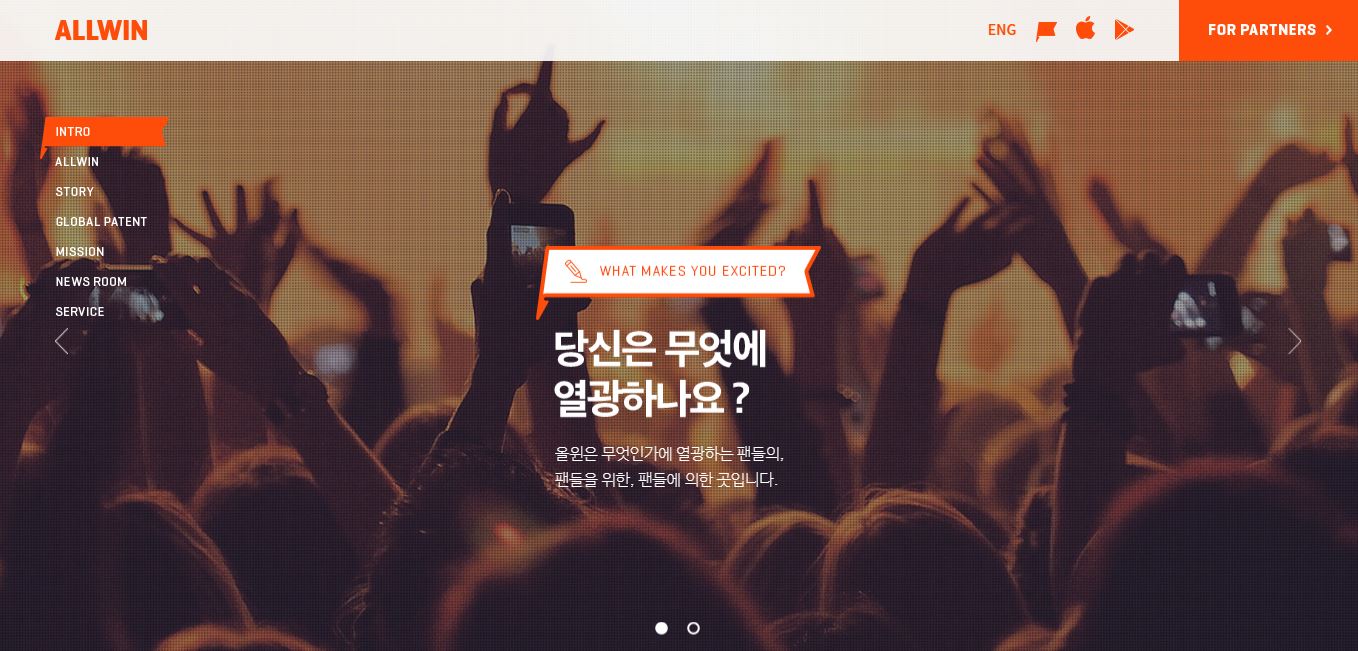 ALLWIN
ENG
FOR PARTNERS
INTRO
ALLWIN
STORY
GLOBAL PATENT
MISSION
NEWS ROOM
SERVICE
WHAT MAKES YOU EXCITED?
당신은 무엇에
열광하나요 ?
올윈은 무엇인가에 열광하는 팬들의,
팬들을 위한, 팬들에 의한 곳입니다.